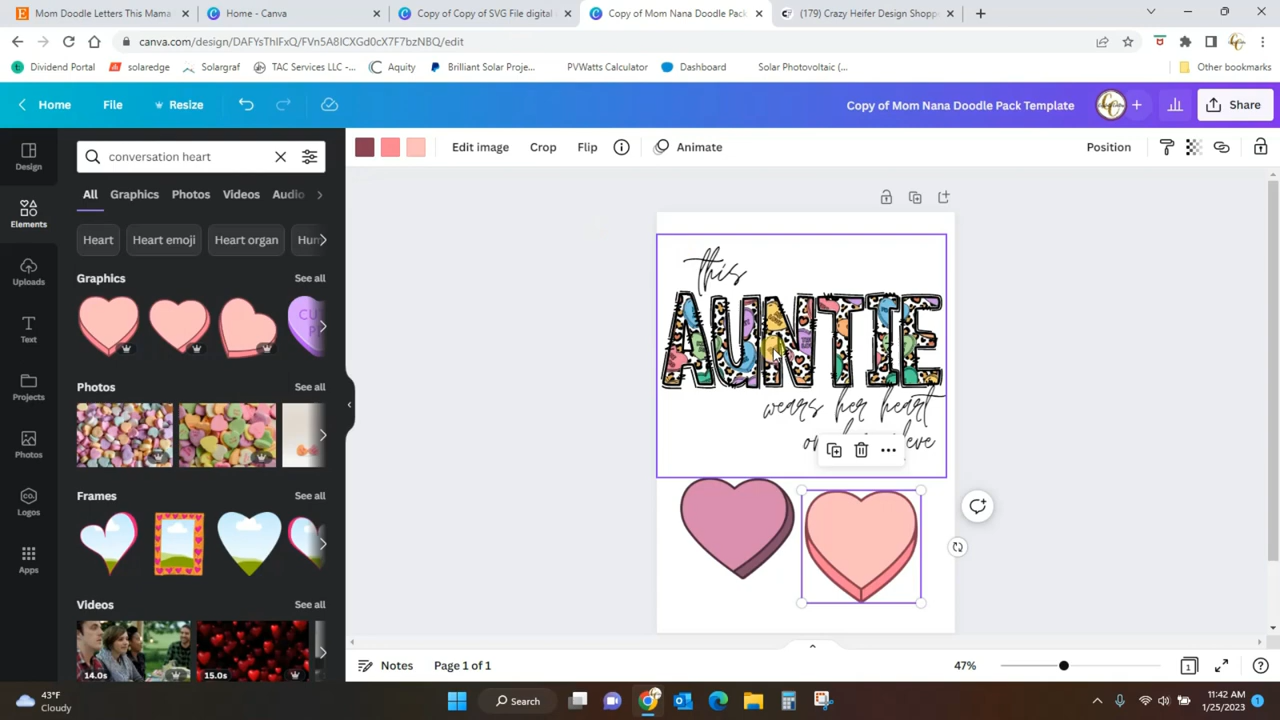 Mom Doodle Letters This Mama
Home - Canva
Copy of Copy of SVG File digital
Copy of Mom Nana Doodle Pack
(179) Crazy Heifer Design Shoppe
canva.com/design/DAFYsThIFxQ/FVn5A8ICXGd0cX7F7bzNBQ/edit
Dividend Portal
solaredge
Solargraf
TAC Services LLC -...
Aquity
Brilliant Solar Proje...
PVWatts Calculator
Dashboard
Solar Photovoltaic (...
Other bookmarks
Home
File
Resize
Copy of Mom Nana Doodle Pack Template
Share
Design
Elements
Uploads
Text
Projects
Photos
Logos
Apps
conversation heart
All
Graphics
Photos
Videos
Audio
Heart
Heart emoji
Heart organ
Hum
Graphics
See all
CU
P
Photos
See all
Frames
See all
Videos
See all
14.0s
15.0s
Edit image
Crop
Flip
Animate
Position
this
AUNTIE
wears her heart
Notes
Page 1 of 1
47%
1
43°F
Cloudy
Search
11:42 AM
1/25/2023
1